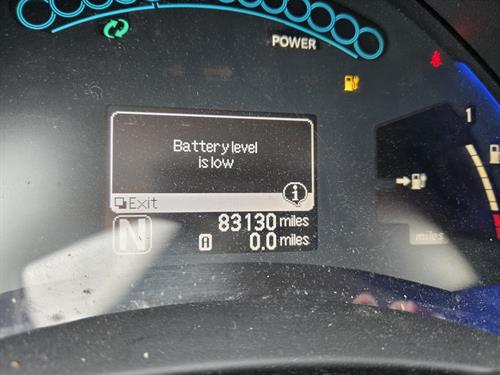 POWER
1
Battery level
is low
Exit
N
83130 miles
A 0.0 miles
miles